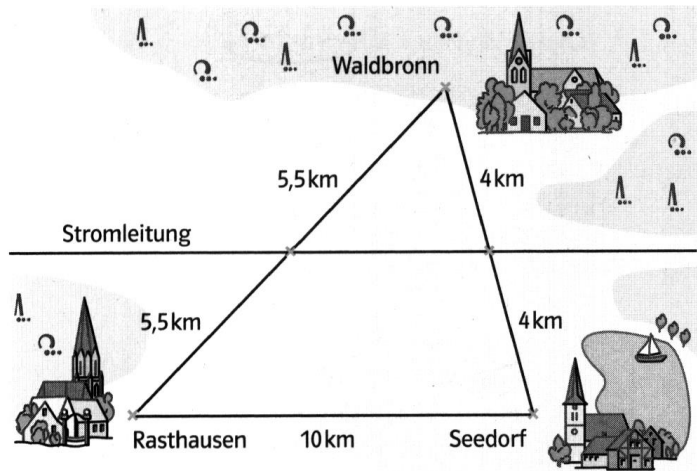 Waldbronn
5,5 km
4 km
Stromleitung
5,5 km
4 km
Rasthausen
10 km
Seedorf